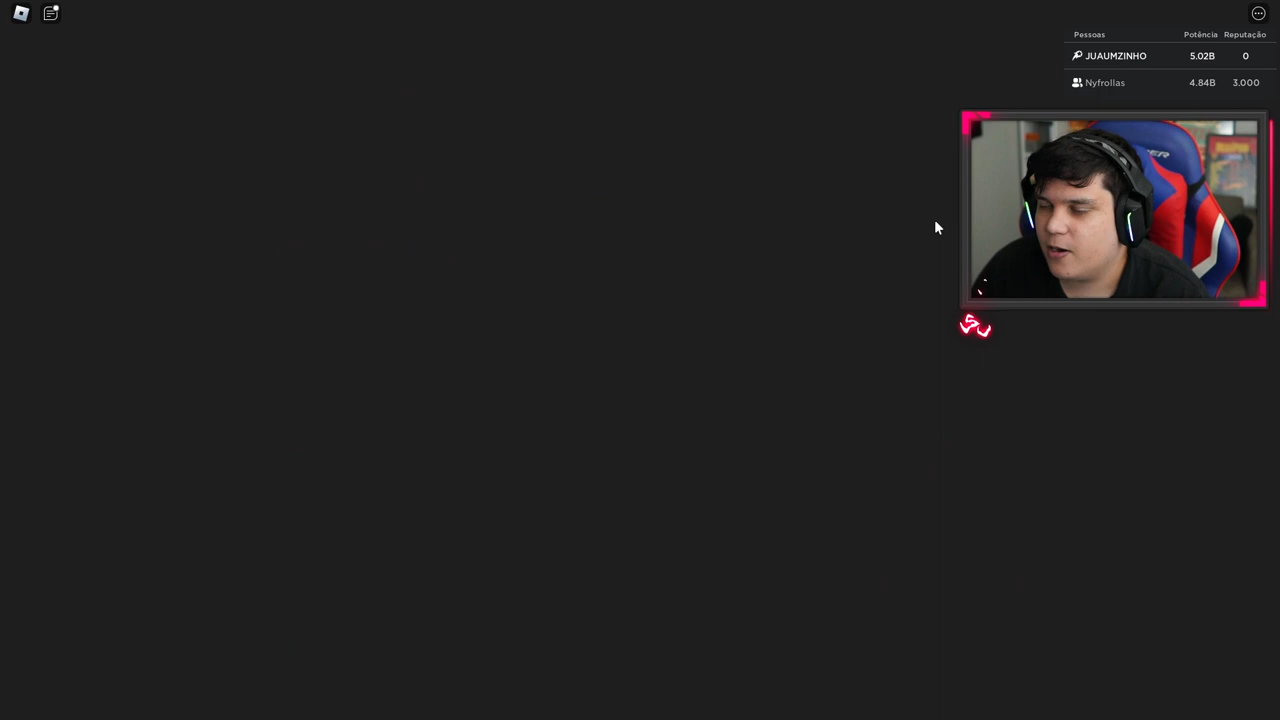 Pessoas Potência Reputação
JUAUMZINHO 5.02B 0
Nyfrollas 4.84B 3.000